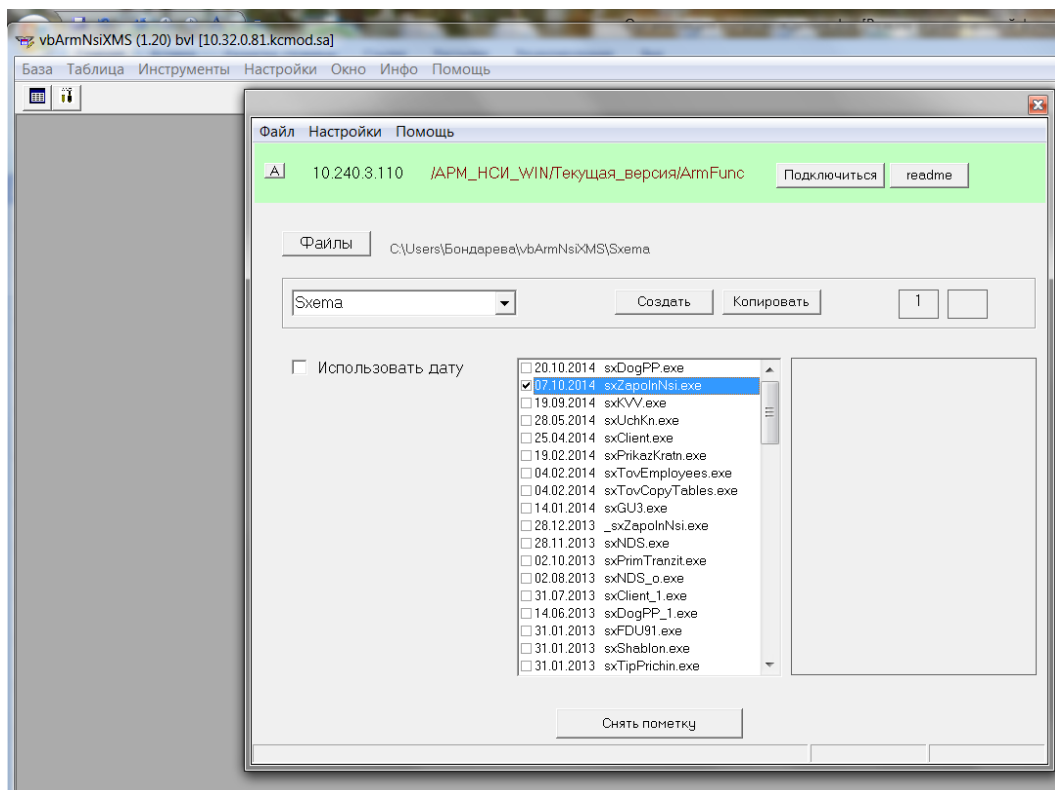 vbArmNsiXMS (1.20) bvl [10.32.0.81.kcmod.sa]
База Таблица Инструменты Настройки Окно Инфо Помощь
Файл Настройки Помощь
A 10.240.3.110 /АРМ_НСИ_WIN/Текущая_версия/ArmFunc Подключиться readme
Файлы C:\Users\Бондарева\vbArmNsiXMS\Sxema
Sxema Создать Копировать 1
Использовать дату
20.10.2014 sxDogPP.exe
07.10.2014 sxZapolnNsi.exe
19.09.2014 sxKVV.exe
28.05.2014 sxUchKn.exe
25.04.2014 sxClient.exe
19.02.2014 sxPrikazKratn.exe
04.02.2014 sxTovEmployees.exe
04.02.2014 sxTovCopyTables.exe
14.01.2014 sxGU3.exe
28.12.2013 _sxZapolnNsi.exe
28.11.2013 sxNDS.exe
02.10.2013 sxPrimTranzit.exe
02.08.2013 sxNDS_o.exe
31.07.2013 sxClient_1.exe
14.06.2013 sxDogPP_1.exe
31.01.2013 sxFDU91.exe
31.01.2013 sxShablon.exe
31.01.2013 sxTipPrichin.exe
Снять пометку